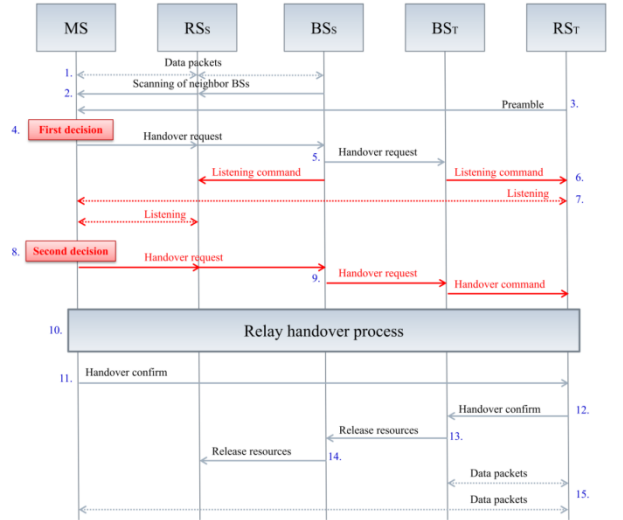 MS RSs BSs BST RST
Data packets
1.
Scanning of neighbor BSs
2.
Preamble 3.
4. First decision
Handover request
5. Handover request
Listening command Listening command 6.
Listening 7.
Listening
8. Second decision
Handover request
9. Handover request
Handover command
10. Relay handover process
11. Handover confirm
Handover confirm 12.
Release resources 13.
Release resources 14.
Data packets
15.
Data packets